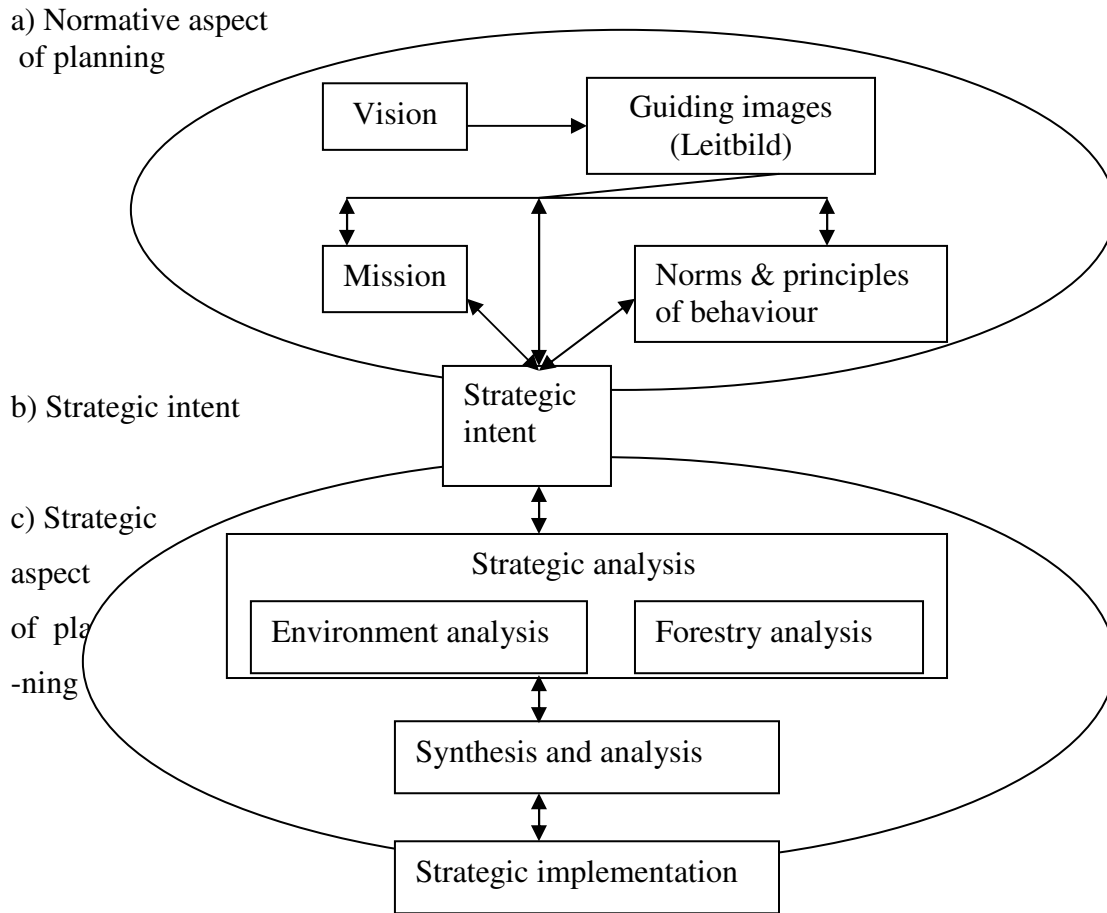 a) Normative aspect
of planning
Vision
Guiding images
(Leitbild)
Mission
Norms & principles
of behaviour
b) Strategic intent
Strategic
intent
c) Strategic
aspect
of pla
-ning
Strategic analysis
Environment analysis
Forestry analysis
Synthesis and analysis
Strategic implementation